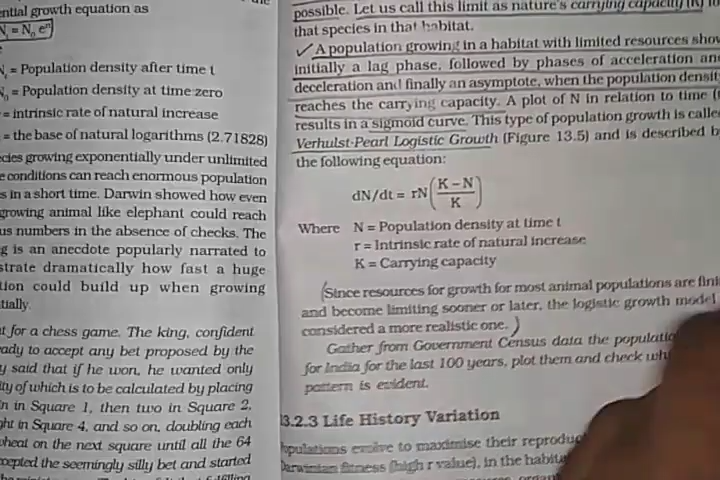 ential growth equation as
= N₀ eʳᵗ
= Population density after time t
= Population density at time zero
= intrinsic rate of natural increase
= the base of natural logarithms (2.71828)
cies growing exponentially under unlimited
e conditions can reach enormous population
s in a short time. Darwin showed how even
growing animal like elephant could reach
us numbers in the absence of checks. The
g is an anecdote popularly narrated to
strate dramatically how fast a huge
tion could build up when growing
tially.
t for a chess game. The king, confident
ady to accept any bet proposed by the
y said that if he won, he wanted only
ity of which is to be calculated by placing
n in Square 1, then two in Square 2,
ght in Square 4, and so on, doubling each
wheat on the next square until all the 64
ccepted the seemingly silly bet and started
possible. Let us call this limit as nature's carrying capacity (K)
that species in that habitat.
A population growing in a habitat with limited resources show
initially a lag phase, followed by phases of acceleration and
deceleration and finally an asymptote, when the population densit
reaches the carrying capacity. A plot of N in relation to time (
results in a sigmoid curve. This type of population growth is calle
Verhulst-Pearl Logistic Growth (Figure 13.5) and is described b
the following equation:
dN/dt = rN(K – N / K)
Where N = Population density at time t
r = Intrinsic rate of natural increase
K = Carrying capacity
(Since resources for growth for most animal populations are fini
and become limiting sooner or later, the logistic growth model
considered a more realistic one.)
Gather from Government Census data the populatio
for India for the last 100 years, plot them and check wh
pattern is evident.
13.2.3 Life History Variation
Populations evolve to maximise their reproduc
Darwinian fitness (high r value), in the habita